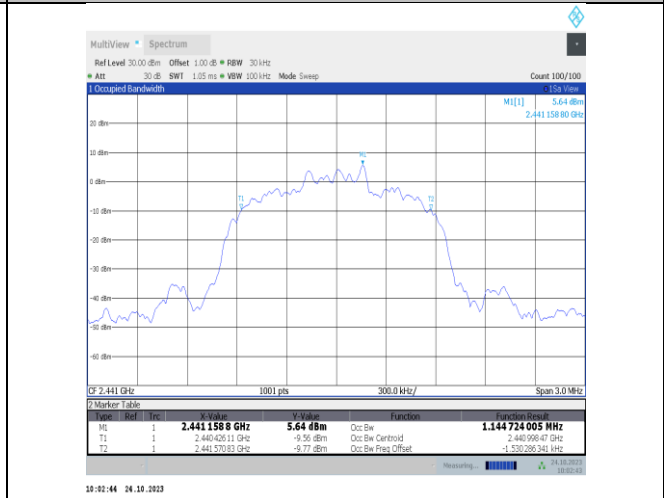 MultiView Spectrum
Ref Level 30.00 dBm Offset 1.00 dB RBW 30 kHz
Att 30 dB SWT 1.05 ms VBW 100 kHz Mode Sweep Count 100/100
1 Occupied Bandwidth 1Sa View
M1[1] 5.64 dBm
2.441 158 80 GHz
20 dBm
10 dBm
M1
0 dBm
T1 T2
-10 dBm
-20 dBm
-30 dBm
-40 dBm
-50 dBm
-60 dBm
CF 2.441 GHz 1001 pts 300.0 kHz/ Span 3.0 MHz
2 Marker Table
Type Ref Trc X-Value Y-Value Function Function Result
M1 1 2.441 158 8 GHz 5.64 dBm Occ Bw 1.144 724 005 MHz
T1 1 2.440 426 11 GHz -9.56 dBm Occ Bw Centroid 2.440 998 47 GHz
T2 1 2.441 570 83 GHz -9.77 dBm Occ Bw Freq Offset -1.530 286 341 kHz
Measuring... 24.10.2023
10:02:43
10:02:44 24.10.2023